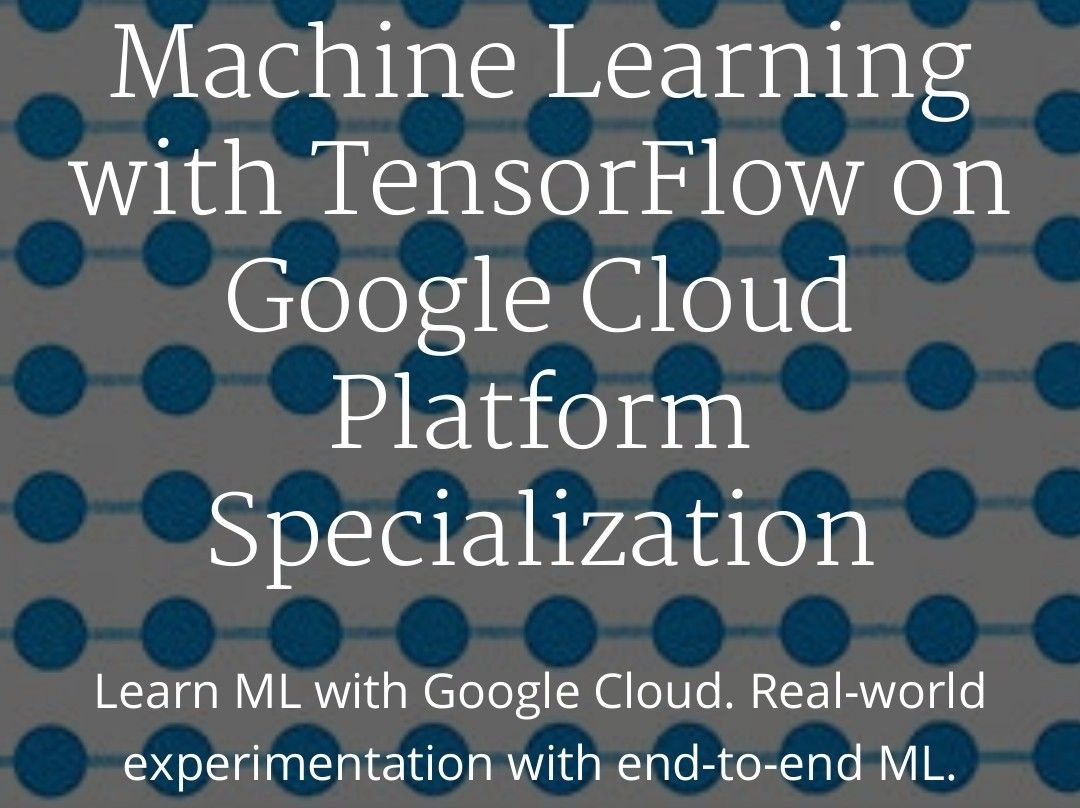 Machine Learning
with TensorFlow on
Google Cloud
Platform
Specialization
Learn ML with Google Cloud. Real-world
experimentation with end-to-end ML.